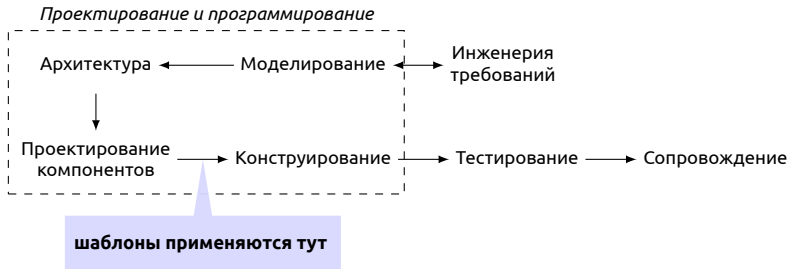 Проектирование и программирование
Архитектура
Моделирование
Инженерия
требований
Проектирование
компонентов
Конструирование
Тестирование
Сопровождение
шаблоны применяются тут